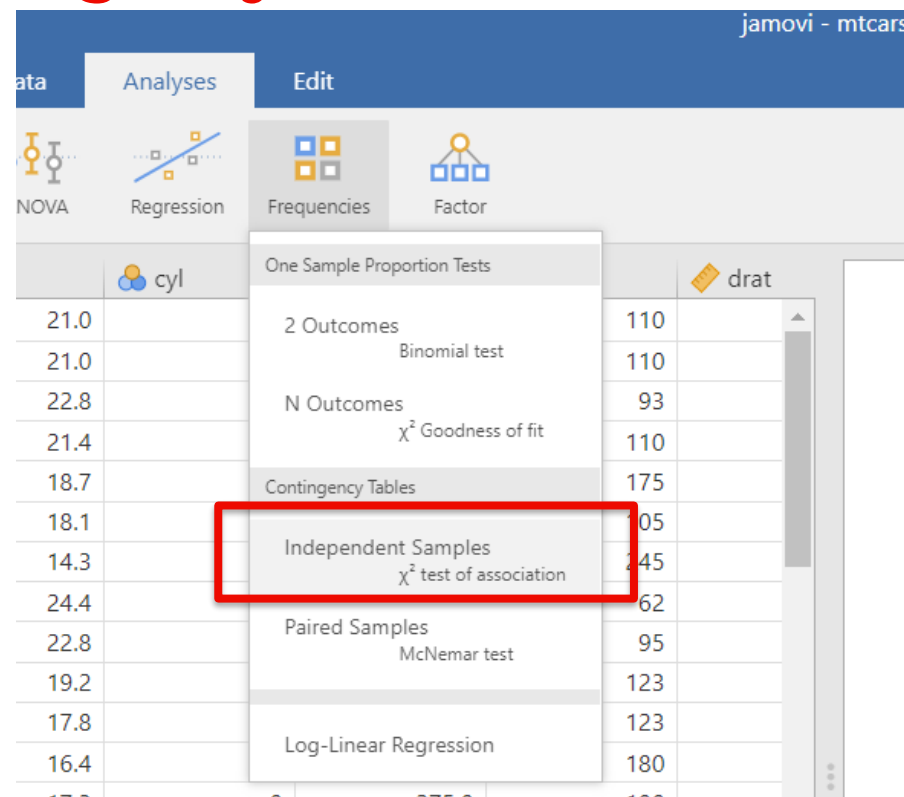 jamovi - mtcars
ata Analyses Edit
NOVA Regression Frequencies Factor
cyl drat
One Sample Proportion Tests
2 Outcomes
Binomial test
N Outcomes
χ² Goodness of fit
Contingency Tables
Independent Samples
χ² test of association
Paired Samples
McNemar test
Log-Linear Regression
21.0 110
21.0 110
22.8 93
21.4 110
18.7 175
18.1 105
14.3 245
24.4 62
22.8 95
19.2 123
17.8 123
16.4 180